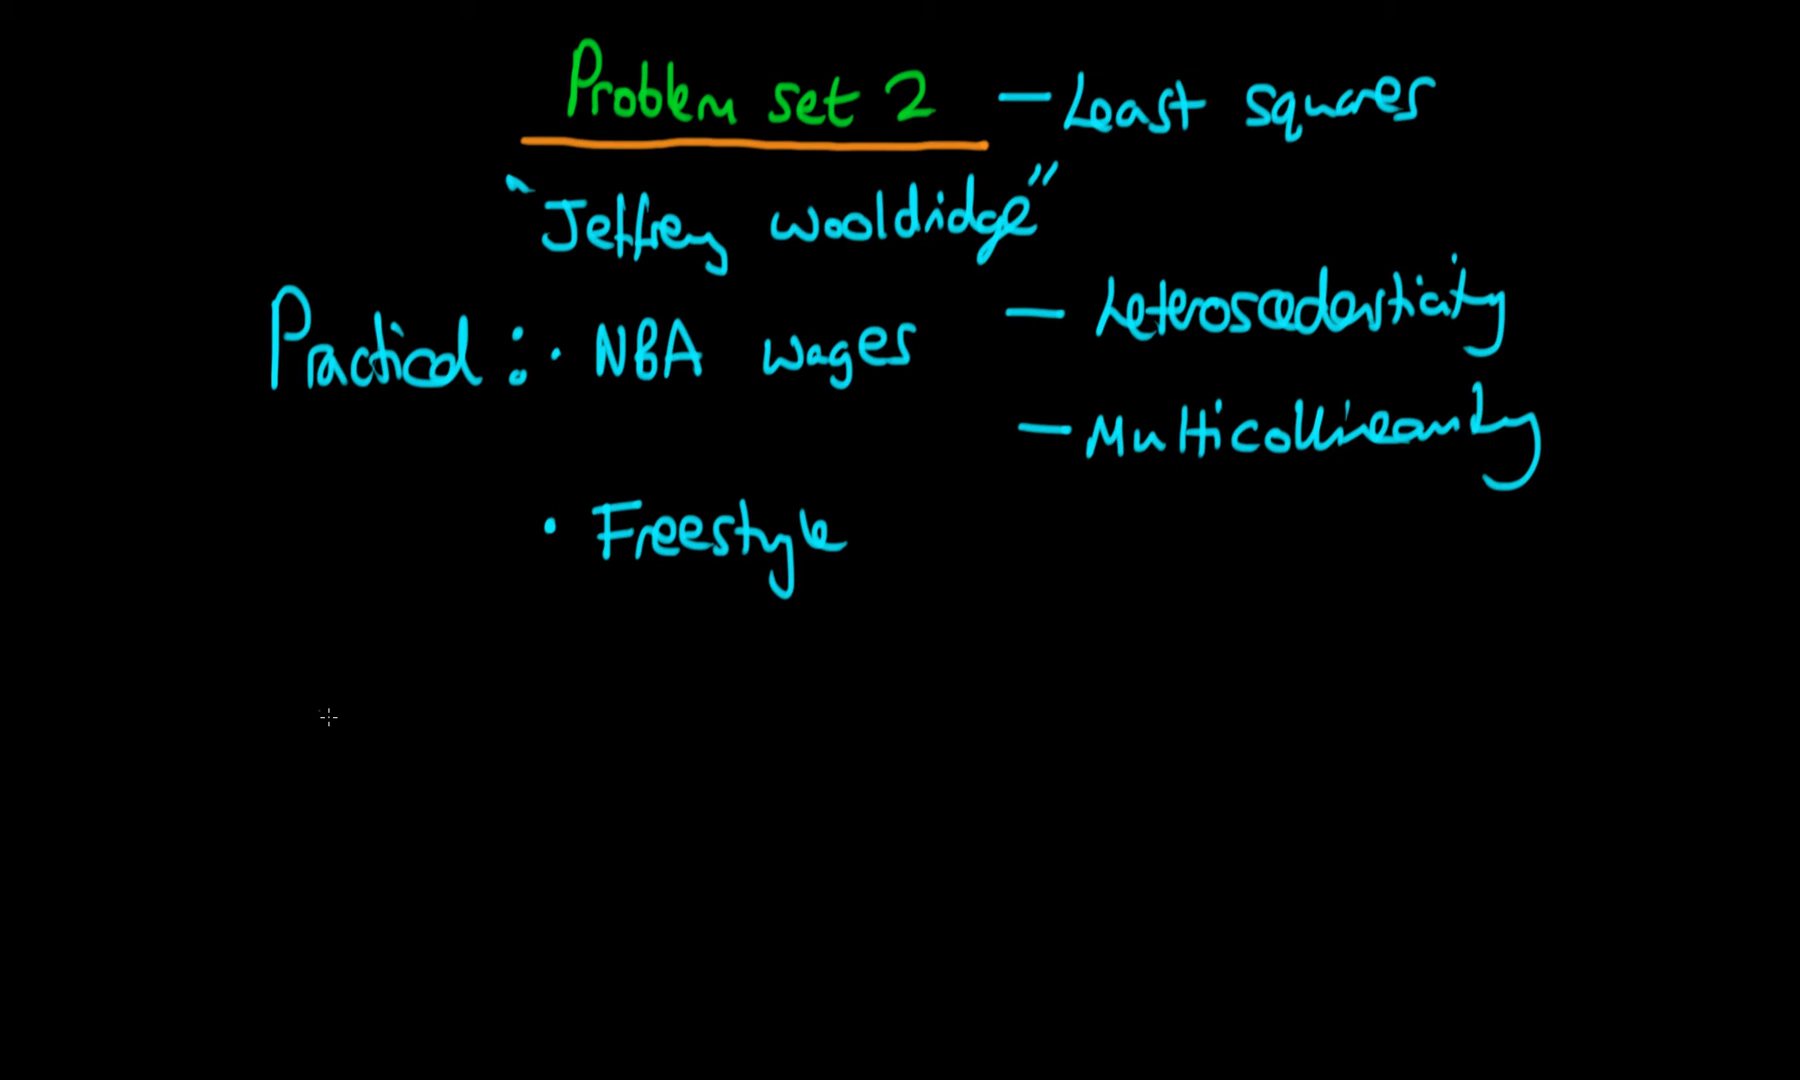 Problem set 2 - Least squares
"Jeffrey Wooldridge"
- heteroscedasticity
Practical : • NBA wages
- Multicollinearity
• Freestyle